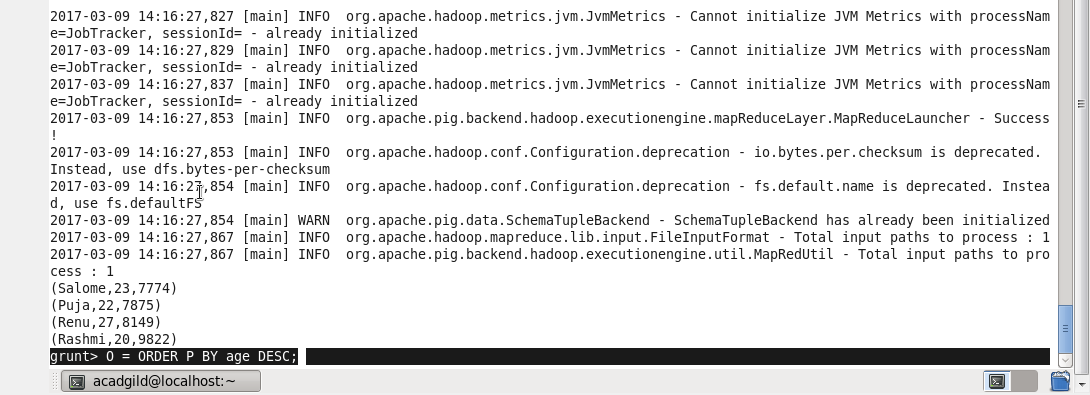 2017-03-09 14:16:27,827 [main] INFO  org.apache.hadoop.metrics.jvm.JvmMetrics - Cannot initialize JVM Metrics with processNam
e=JobTracker, sessionId= - already initialized
2017-03-09 14:16:27,829 [main] INFO  org.apache.hadoop.metrics.jvm.JvmMetrics - Cannot initialize JVM Metrics with processNam
e=JobTracker, sessionId= - already initialized
2017-03-09 14:16:27,837 [main] INFO  org.apache.hadoop.metrics.jvm.JvmMetrics - Cannot initialize JVM Metrics with processNam
e=JobTracker, sessionId= - already initialized
2017-03-09 14:16:27,853 [main] INFO  org.apache.pig.backend.hadoop.executionengine.mapReduceLayer.MapReduceLauncher - Success
!
2017-03-09 14:16:27,853 [main] INFO  org.apache.hadoop.conf.Configuration.deprecation - io.bytes.per.checksum is deprecated.
Instead, use dfs.bytes-per-checksum
2017-03-09 14:16:27,854 [main] INFO  org.apache.hadoop.conf.Configuration.deprecation - fs.default.name is deprecated. Instea
d, use fs.defaultFS
2017-03-09 14:16:27,854 [main] WARN  org.apache.pig.data.SchemaTupleBackend - SchemaTupleBackend has already been initialized
2017-03-09 14:16:27,867 [main] INFO  org.apache.hadoop.mapreduce.lib.input.FileInputFormat - Total input paths to process : 1
2017-03-09 14:16:27,867 [main] INFO  org.apache.pig.backend.hadoop.executionengine.util.MapRedUtil - Total input paths to pro
cess : 1
(Salome,23,7774)
(Puja,22,7875)
(Renu,27,8149)
(Rashmi,20,9822)
grunt> O = ORDER P BY age DESC;
acadgild@localhost:~